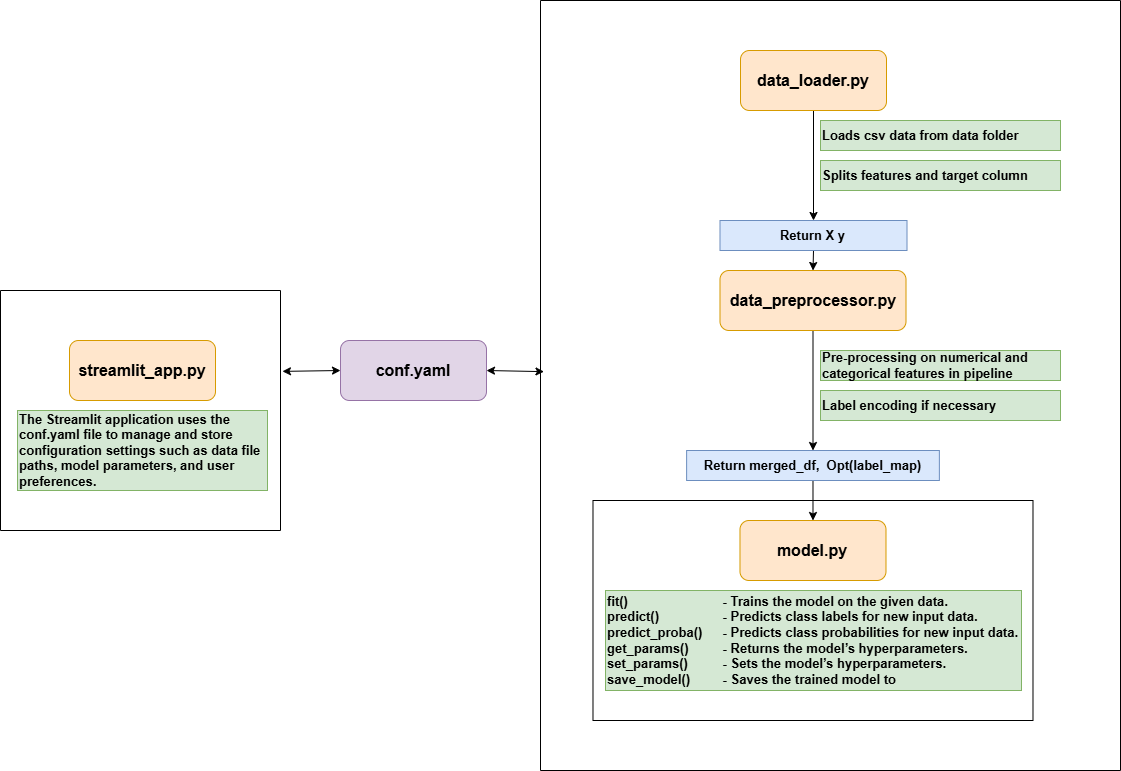 data_loader.py
Loads csv data from data folder
Splits features and target column
Return X y
data_preprocessor.py
Pre-processing on numerical and
categorical features in pipeline
Label encoding if necessary
Return merged_df,  Opt(label_map)
streamlit_app.py
The Streamlit application uses the
conf.yaml file to manage and store
configuration settings such as data file
paths, model parameters, and user
preferences.
conf.yaml
model.py
fit() - Trains the model on the given data.
predict() - Predicts class labels for new input data.
predict_proba() - Predicts class probabilities for new input data.
get_params() - Returns the model’s hyperparameters.
set_params() - Sets the model’s hyperparameters.
save_model() - Saves the trained model to